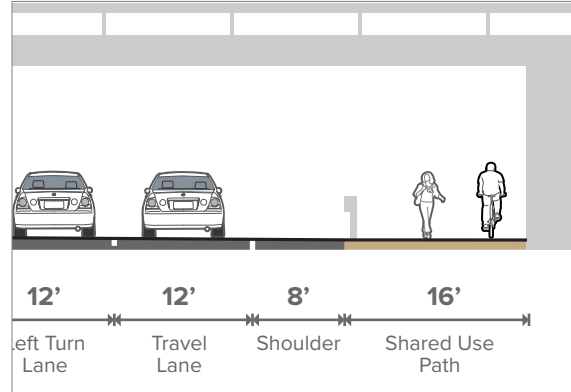 12’ 12’ 8’ 16’
eft Turn Travel Shoulder Shared Use
Lane Lane Path